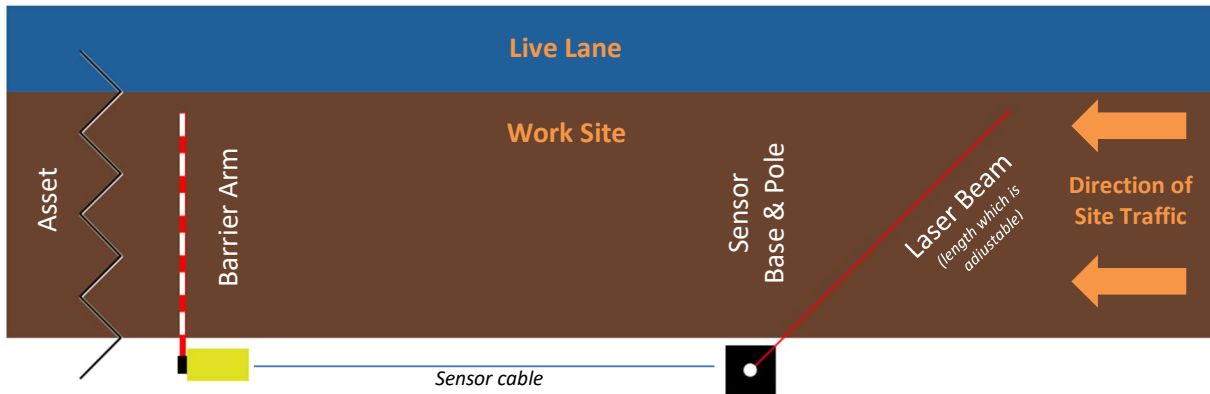 Live Lane
Work Site
Asset
Barrier Arm
Sensor
Base & Pole
Laser Beam
(length which is
adiustable)
Direction of
Site Traffic
Sensor cable